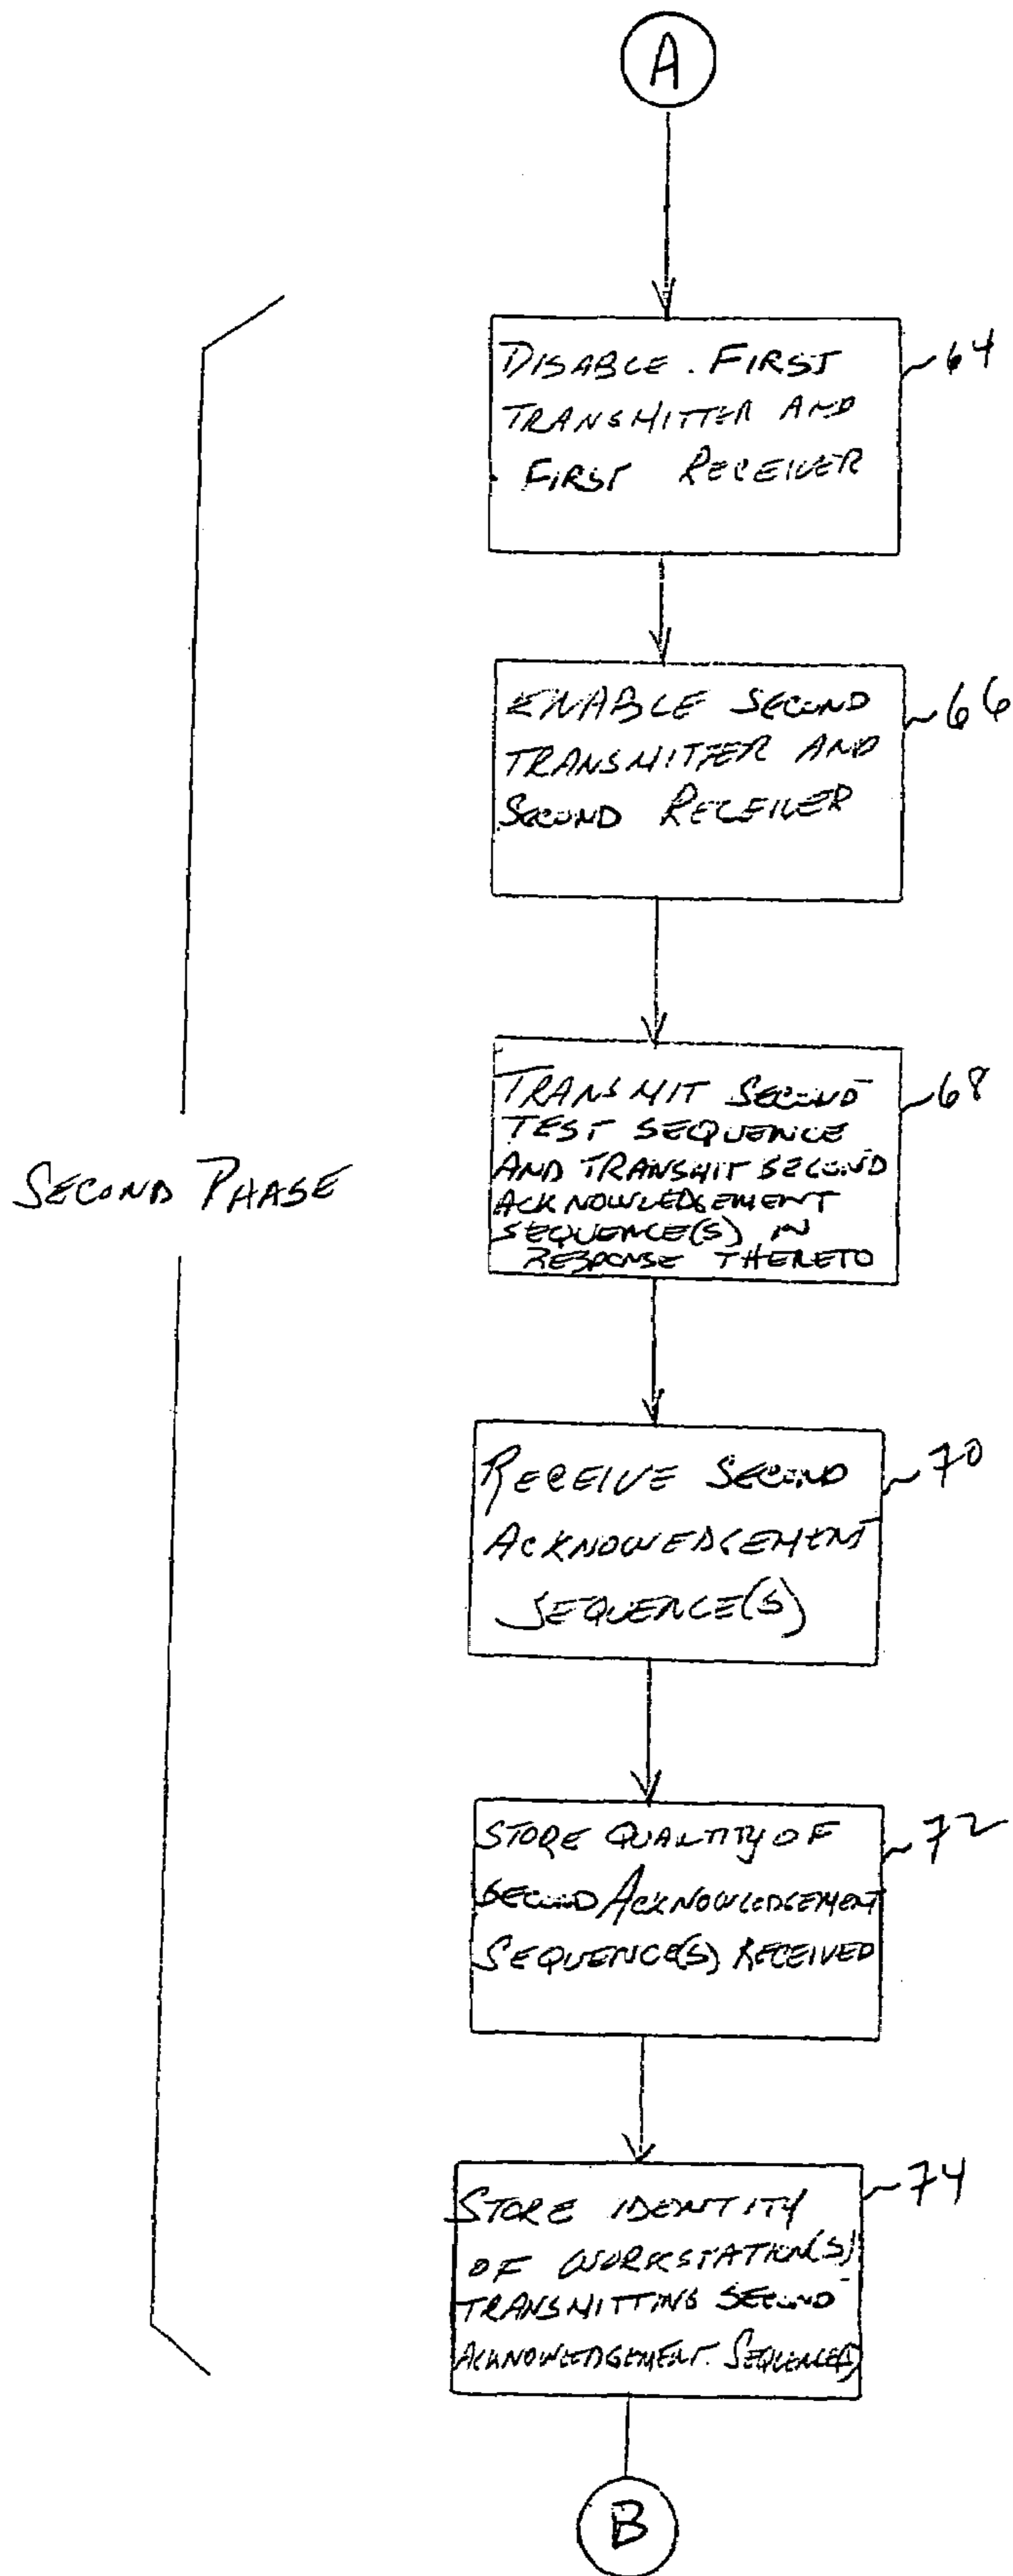 A
DISABLE FIRST
TRANSMITTER AND
FIRST RECEIVER
64
ENABLE SECOND
TRANSMITTER AND
SECOND RECEIVER
66
TRANSMIT SECOND
TEST SEQUENCE
AND TRANSMIT SECOND
ACKNOWLEDGEMENT
SEQUENCE(S) IN
RESPONSE THERETO
68
SECOND PHASE
RECEIVE SECOND
ACKNOWLEDGEMENT
SEQUENCE(S)
70
STORE QUANTITY OF
SECOND ACKNOWLEDGEMENT
SEQUENCE(S) RECEIVED
72
STORE IDENTITY
OF WORKSTATION(S)
TRANSMITTING SECOND
ACKNOWLEDGEMENT SEQUENCE(S)
74
B